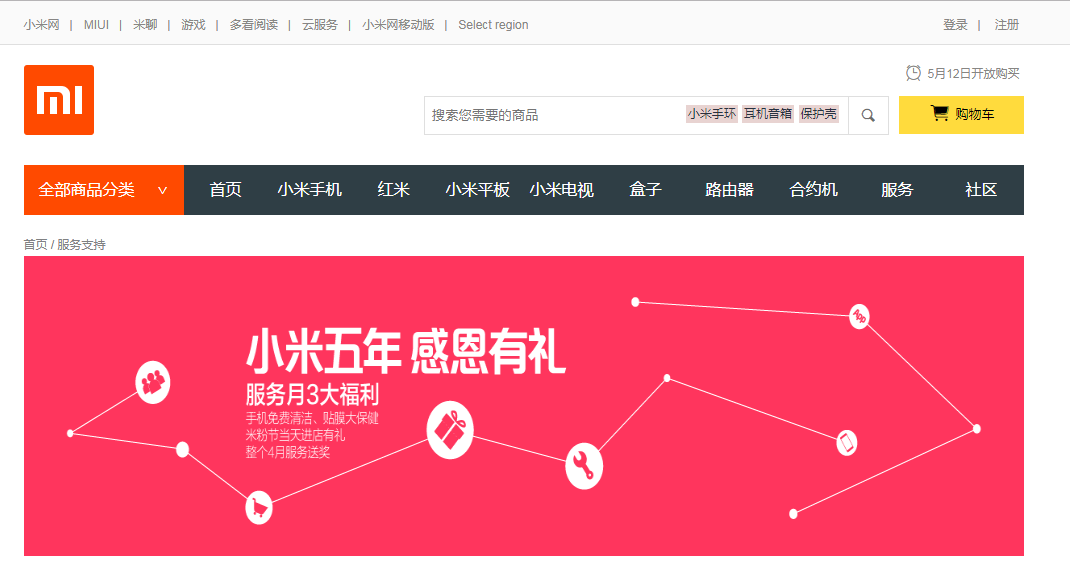 小米网 | MIUI | 米聊 | 游戏 | 多看阅读 | 云服务 | 小米网移动版 | Select region 登录 | 注册
5月12日开放购买
搜索您需要的商品 小米手环 耳机音箱 保护壳 购物车
全部商品分类 首页 小米手机 红米 小米平板 小米电视 盒子 路由器 合约机 服务 社区
首页 / 服务支持
小米五年 感恩有礼
服务月3大福利
手机免费清洁、贴膜大保健
米粉节当天进店有礼
整个4月服务送奖
App